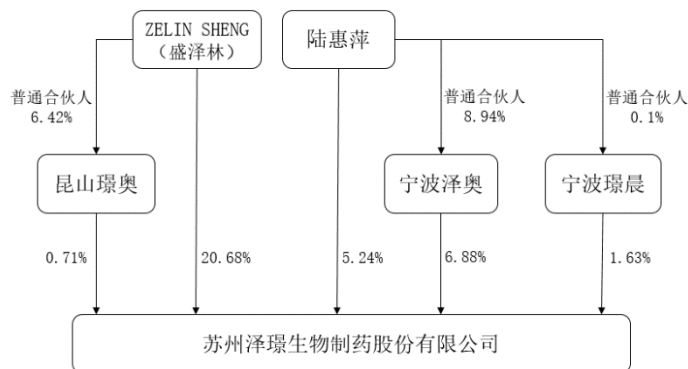 ZELIN SHENG
（盛泽林）
陆惠萍
普通合伙人
6.42%
普通合伙人
8.94%
普通合伙人
0.1%
昆山璟奥
宁波泽奥
宁波璟晨
0.71%
20.68%
5.24%
6.88%
1.63%
苏州泽璟生物制药股份有限公司